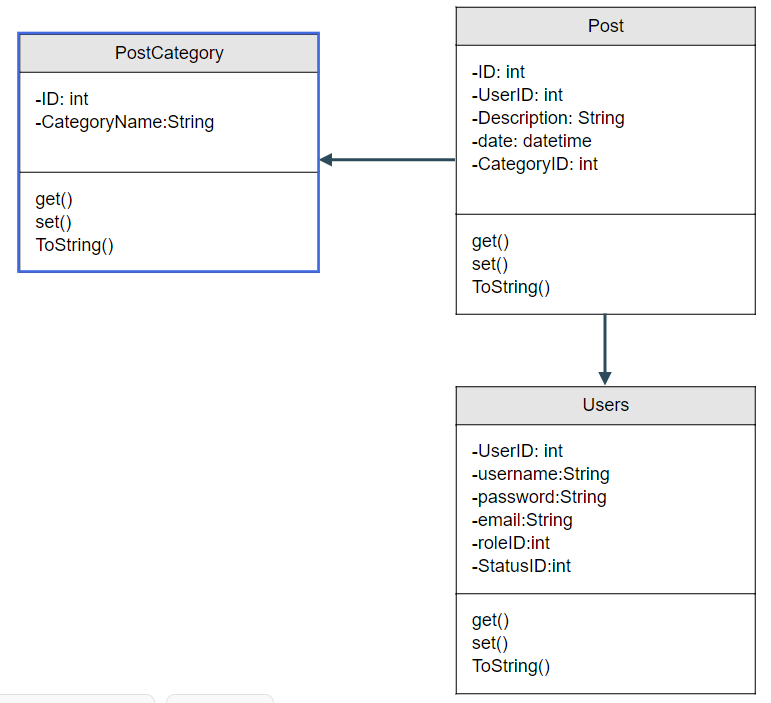 PostCategory
-ID: int
-CategoryName:String
get()
set()
ToString()
Post
-ID: int
-UserID: int
-Description: String
-date: datetime
-CategoryID: int
get()
set()
ToString()
Users
-UserID: int
-username:String
-password:String
-email:String
-roleID:int
-StatusID:int
get()
set()
ToString()